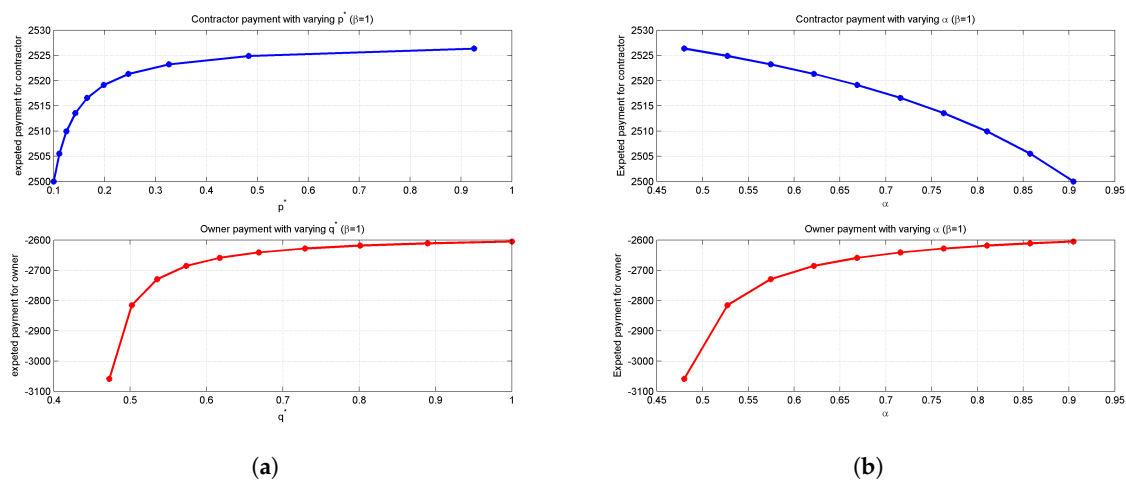 Contractor payment with varying p* (β=1)
expeted payment for contractor
2530
2525
2520
2515
2510
2505
2500
0.1 0.2 0.3 0.4 0.5 0.6 0.7 0.8 0.9 1
p*
Owner payment with varying q* (β=1)
expeted payment for owner
-2600
-2700
-2800
-2900
-3000
-3100
0.4 0.5 0.6 0.7 0.8 0.9 1
q*
(a)
Contractor payment with varying α (β=1)
Expeted payment for contractor
2530
2525
2520
2515
2510
2505
2500
0.45 0.5 0.55 0.6 0.65 0.7 0.75 0.8 0.85 0.9 0.95
α
Owner payment with varying α (β=1)
Expeted payment for owner
-2600
-2700
-2800
-2900
-3000
-3100
0.45 0.5 0.55 0.6 0.65 0.7 0.75 0.8 0.85 0.9 0.95
α
(b)